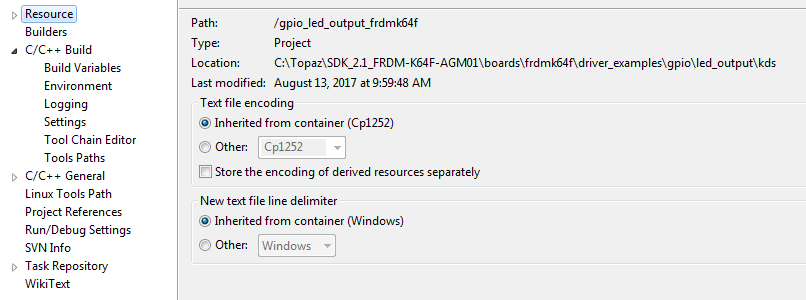 Resource
Builders
C/C++ Build
Build Variables
Environment
Logging
Settings
Tool Chain Editor
Tools Paths
C/C++ General
Linux Tools Path
Project References
Run/Debug Settings
SVN Info
Task Repository
WikiText
Path: /gpio_led_output_frdmk64f
Type: Project
Location: C:\Topaz\SDK_2.1_FRDM-K64F-AGM01\boards\frdmk64f\driver_examples\gpio\led_output\kds
Last modified: August 13, 2017 at 9:59:48 AM
Text file encoding
Inherited from container (Cp1252)
Other: Cp1252
Store the encoding of derived resources separately
New text file line delimiter
Inherited from container (Windows)
Other: Windows